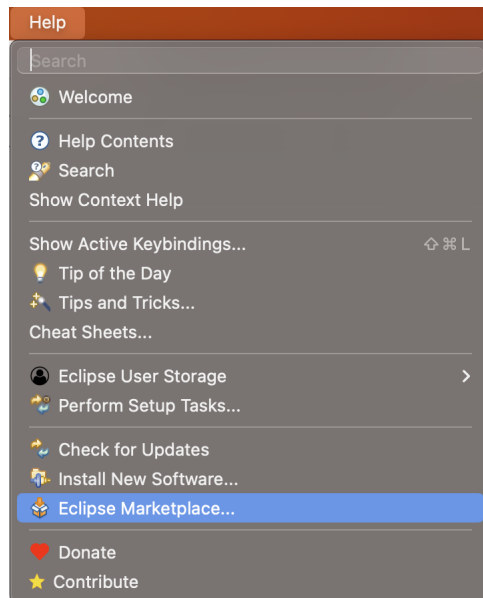 Help
Search
Welcome
Help Contents
Search
Show Context Help
Show Active Keybindings... ⇧⌘L
Tip of the Day
Tips and Tricks...
Cheat Sheets...
Eclipse User Storage
Perform Setup Tasks...
Check for Updates
Install New Software...
Eclipse Marketplace...
Donate
Contribute